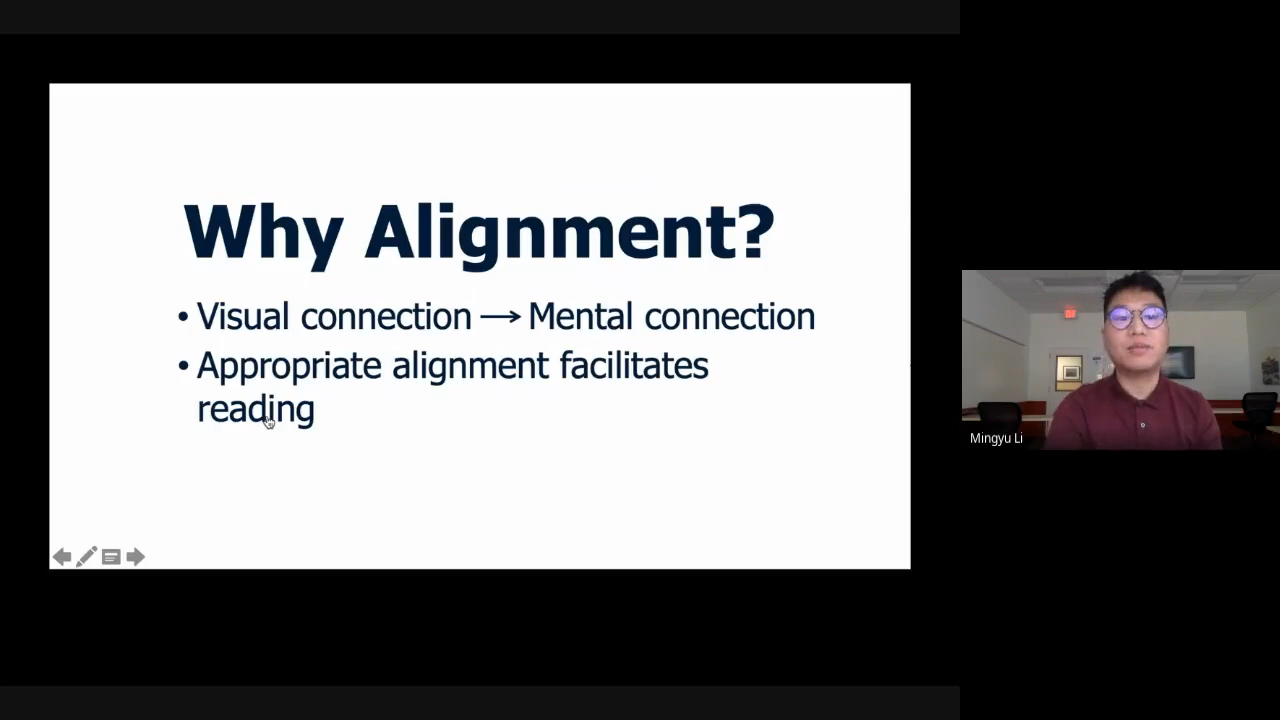 Why Alignment?
• Visual connection → Mental connection
• Appropriate alignment facilitates
reading
Mingyu Li